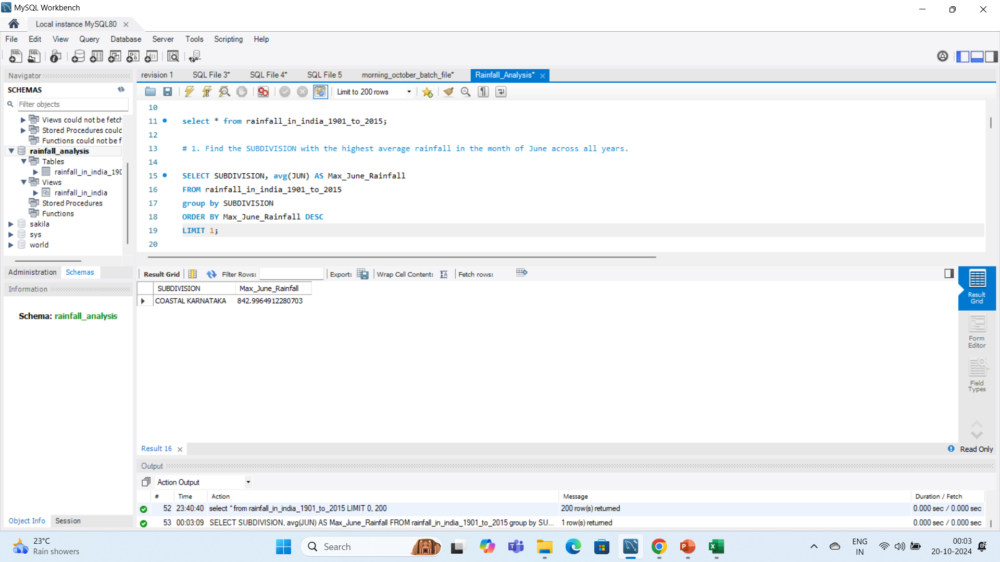 MySQL Workbench
Local instance MySQL80
File Edit View Query Database Server Tools Scripting Help
Navigator
SCHEMAS
Filter objects
Views could not be fetch
Stored Procedures could
Functions could not be f
rainfall_analysis
Tables
rainfall_in_india_190
Views
rainfall_in_india
Stored Procedures
Functions
sakila
sys
world
Administration Schemas
Information
Schema: rainfall_analysis
Object Info Session
revision 1 SQL File 3* SQL File 4* SQL File 5 morning_october_batch_file* Rainfall_Analysis*
Limit to 200 rows
10
11 select * from rainfall_in_india_1901_to_2015;
12
13 # 1. Find the SUBDIVISION with the highest average rainfall in the month of June across all years.
14
15 SELECT SUBDIVISION, avg(JUN) AS Max_June_Rainfall
16 FROM rainfall_in_india_1901_to_2015
17 group by SUBDIVISION
18 ORDER BY Max_June_Rainfall DESC
19 LIMIT 1;
20
Result Grid Filter Rows: Export: Wrap Cell Content: Fetch rows:
SUBDIVISION Max_June_Rainfall
COASTAL KARNATAKA 842.9964912280703
Result
Grid
Form
Editor
Field
Types
Result 16
Read Only
Output
Action Output
# Time Action Message Duration / Fetch
52 23:40:40 select * from rainfall_in_india_1901_to_2015 LIMIT 0, 200 200 row(s) returned 0.000 sec / 0.000 sec
53 00:03:09 SELECT SUBDIVISION, avg(JUN) AS Max_June_Rainfall FROM rainfall_in_india_1901_to_2015 group by SU... 1 row(s) returned 0.000 sec / 0.000 sec
23°C
Rain showers
Search
ENG
IN
00:03
20-10-2024